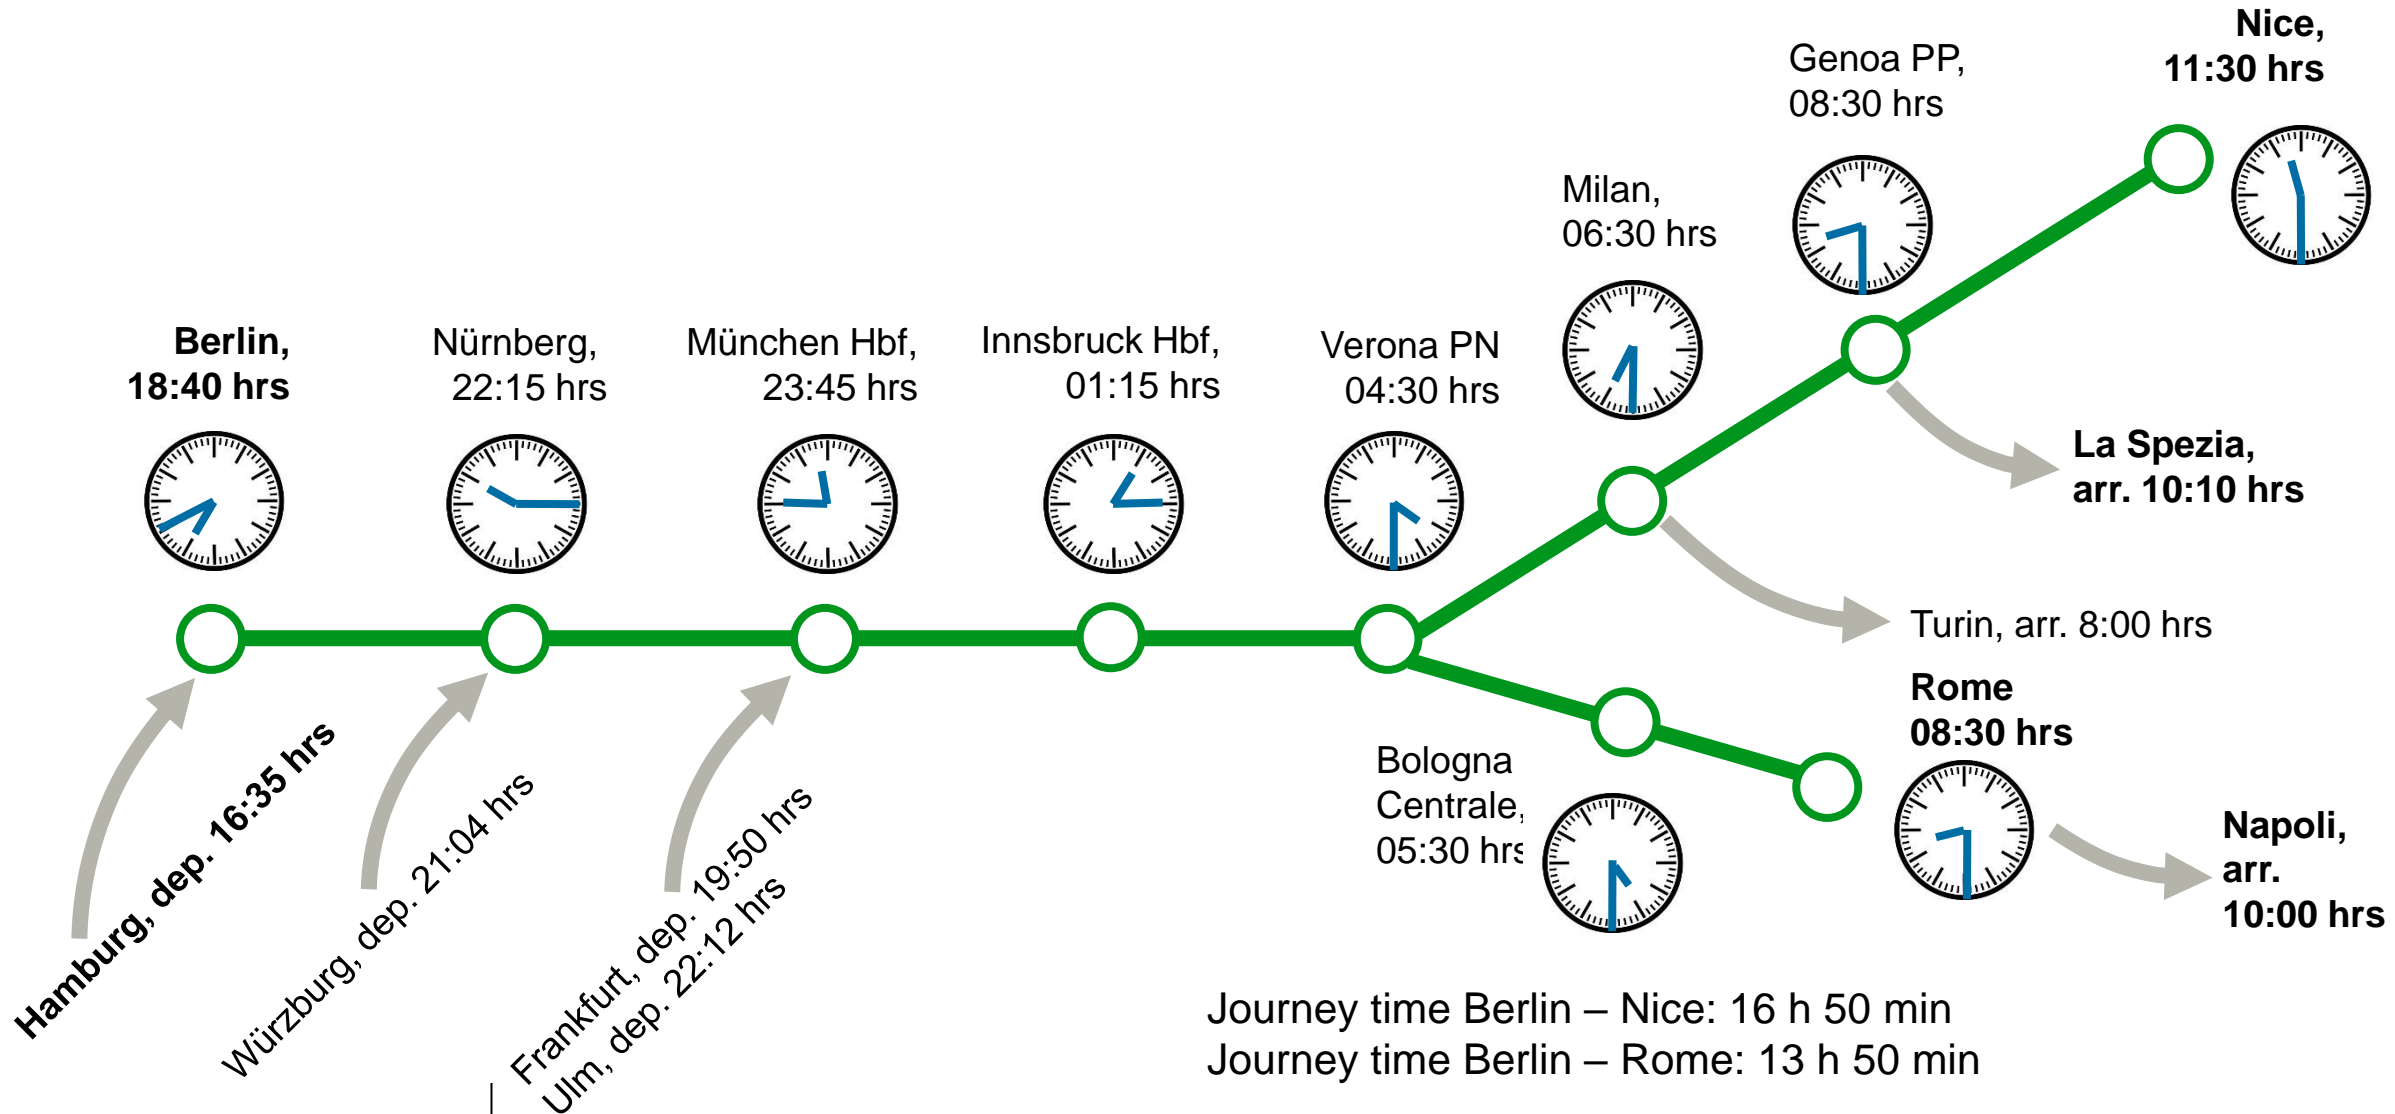 Nice,
11:30 hrs
Genoa PP,
08:30 hrs
Milan,
06:30 hrs
Berlin,
18:40 hrs
Nürnberg,
22:15 hrs
München Hbf,
23:45 hrs
Innsbruck Hbf,
01:15 hrs
Verona PN
04:30 hrs
La Spezia,
arr. 10:10 hrs
Turin, arr. 8:00 hrs
Rome
08:30 hrs
Bologna
Centrale,
05:30 hrs
Napoli,
arr.
10:00 hrs
Hamburg, dep. 16:35 hrs
Würzburg, dep. 21:04 hrs
Frankfurt, dep. 19:50 hrs
Ulm, dep. 22:12 hrs
Journey time Berlin – Nice: 16 h 50 min
Journey time Berlin – Rome: 13 h 50 min